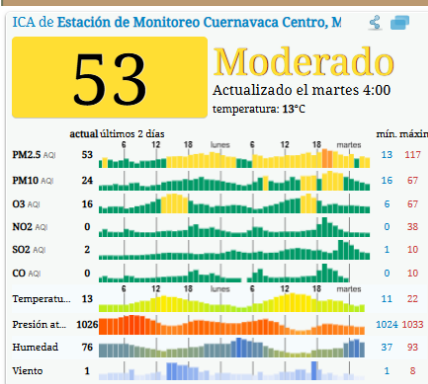 ICA de Estación de Monitoreo Cuernavaca Centro, M
53
Moderado
Actualizado el martes 4:00
temperatura: 13°C
actual últimos 2 días mín. máxin
6 12 18 lunes 6 12 18 martes
PM2.5 AQI 53 13 117
PM10 AQI 24 16 67
O3 AQI 16 6 67
NO2 AQI 0 0 38
SO2 AQI 2 1 10
CO AQI 0 0 10
6 12 18 lunes 6 12 18 martes
Temperatu... 13 11 22
Presión at... 1026 1024 1033
Humedad 76 37 93
Viento 1 1 8